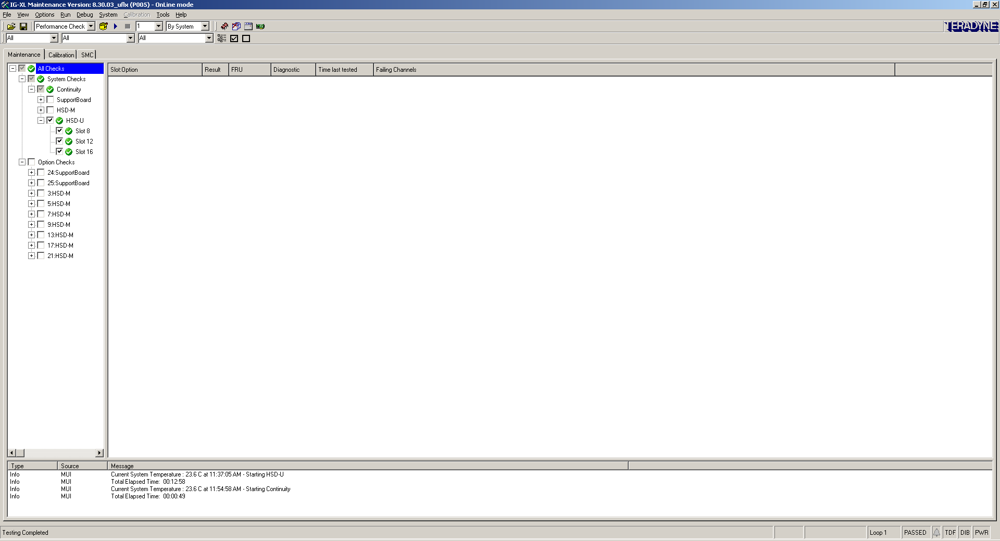 IG-XL Maintenance Version: 8.30.03_uflx (P005) - OnLine mode
File View Options Run Debug System Calibration Tools Help
Performance Check 1 By System
TERADYNE
All All All
Maintenance Calibration SMC
All Checks
System Checks
Continuity
SupportBoard
HSD-M
HSD-U
Slot 8
Slot 12
Slot 16
Option Checks
24:SupportBoard
25:SupportBoard
3:HSD-M
5:HSD-M
7:HSD-M
9:HSD-M
13:HSD-M
17:HSD-M
21:HSD-M
Slot:Option Result FRU Diagnostic Time last tested Failing Channels
Type Source Message
Info MUI Current System Temperature : 23.6 C at 11:37:05 AM - Starting HSD-U
Info MUI Total Elapsed Time: 00:12:58
Info MUI Current System Temperature : 23.6 C at 11:54:58 AM - Starting Continuity
Info MUI Total Elapsed Time: 00:00:49
Testing Completed Loop 1 PASSED TDF DIB PWR